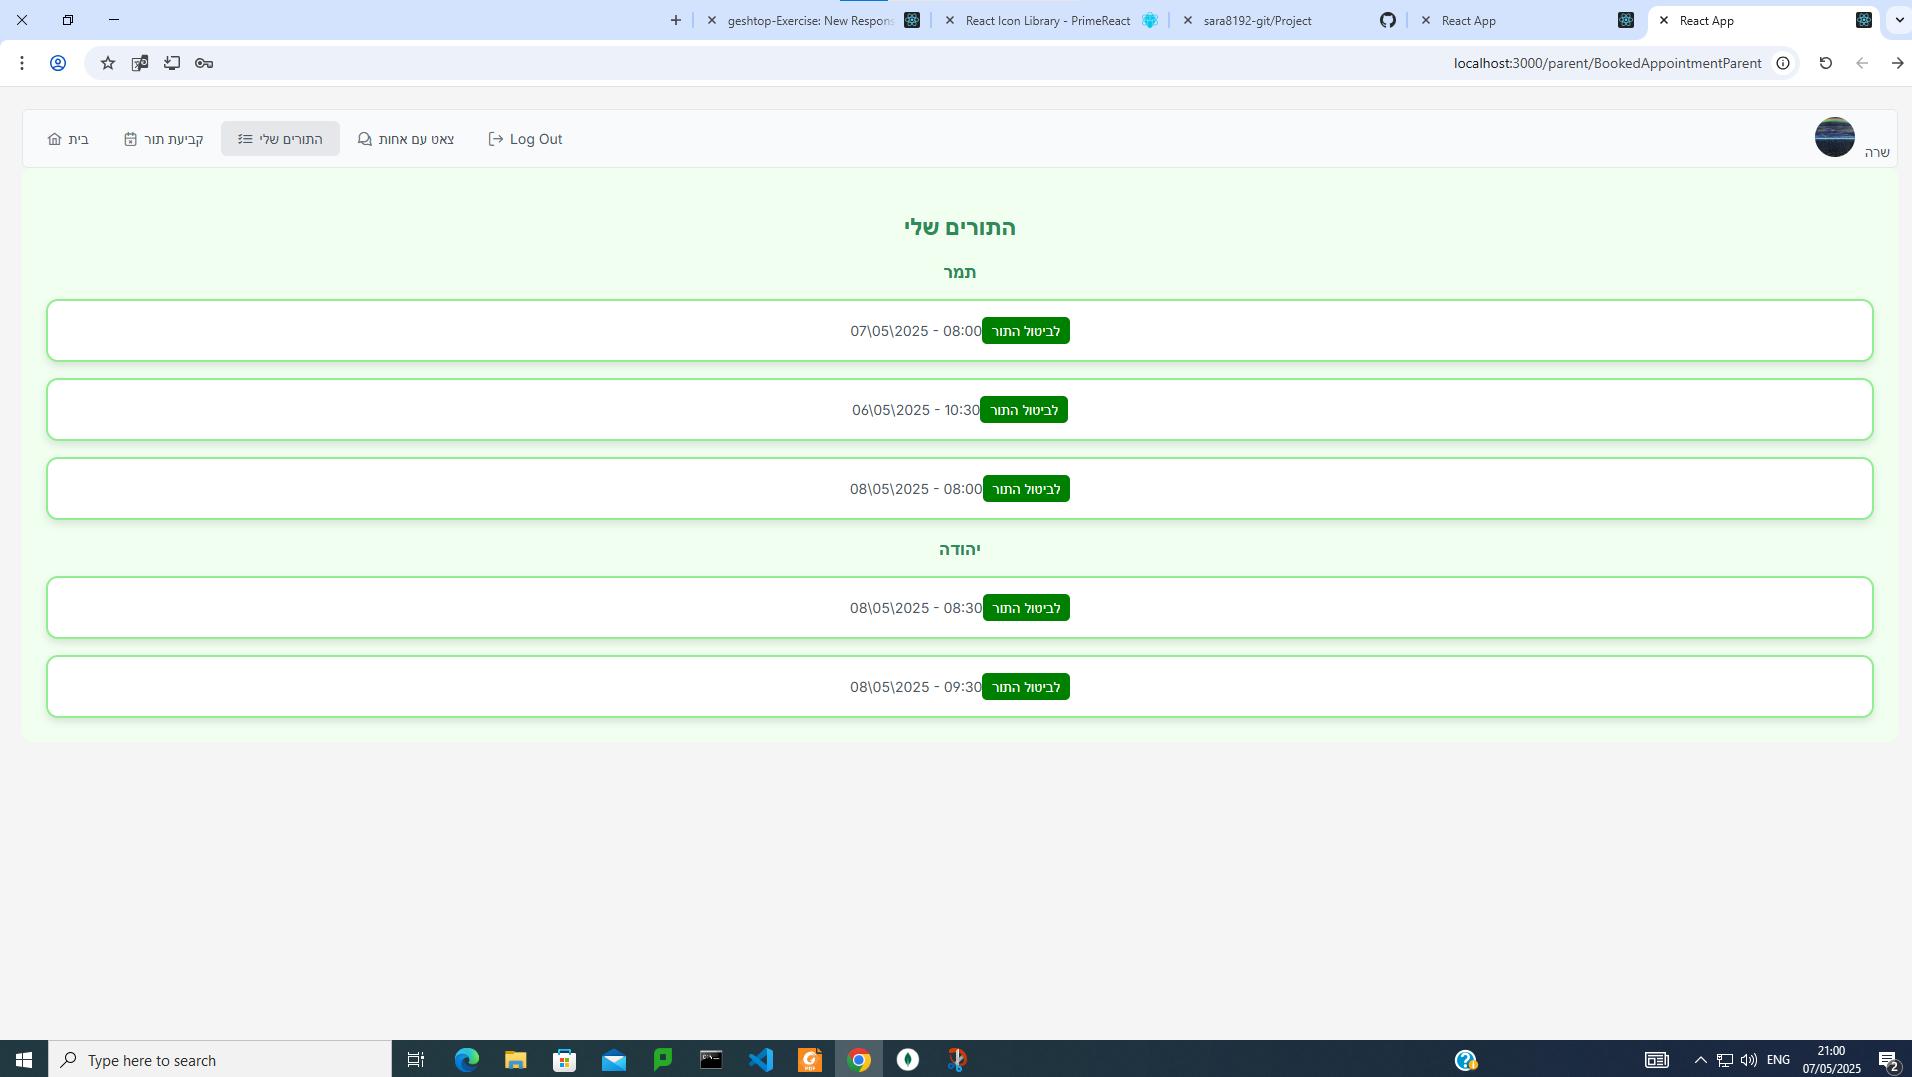 geshtop-Exercise: New Respons
React Icon Library - PrimeReact
sara8192-git/Project
React App
React App
localhost:3000/parent/BookedAppointmentParent
בית
קביעת תור
התורים שלי
צאט עם אחות
Log Out
שרה
התורים שלי
תמר
07\05\2025 - 08:00 לביטול התור
06\05\2025 - 10:30 לביטול התור
08\05\2025 - 08:00 לביטול התור
יהודה
08\05\2025 - 08:30 לביטול התור
08\05\2025 - 09:30 לביטול התור
Type here to search
ENG
21:00
07/05/2025
2